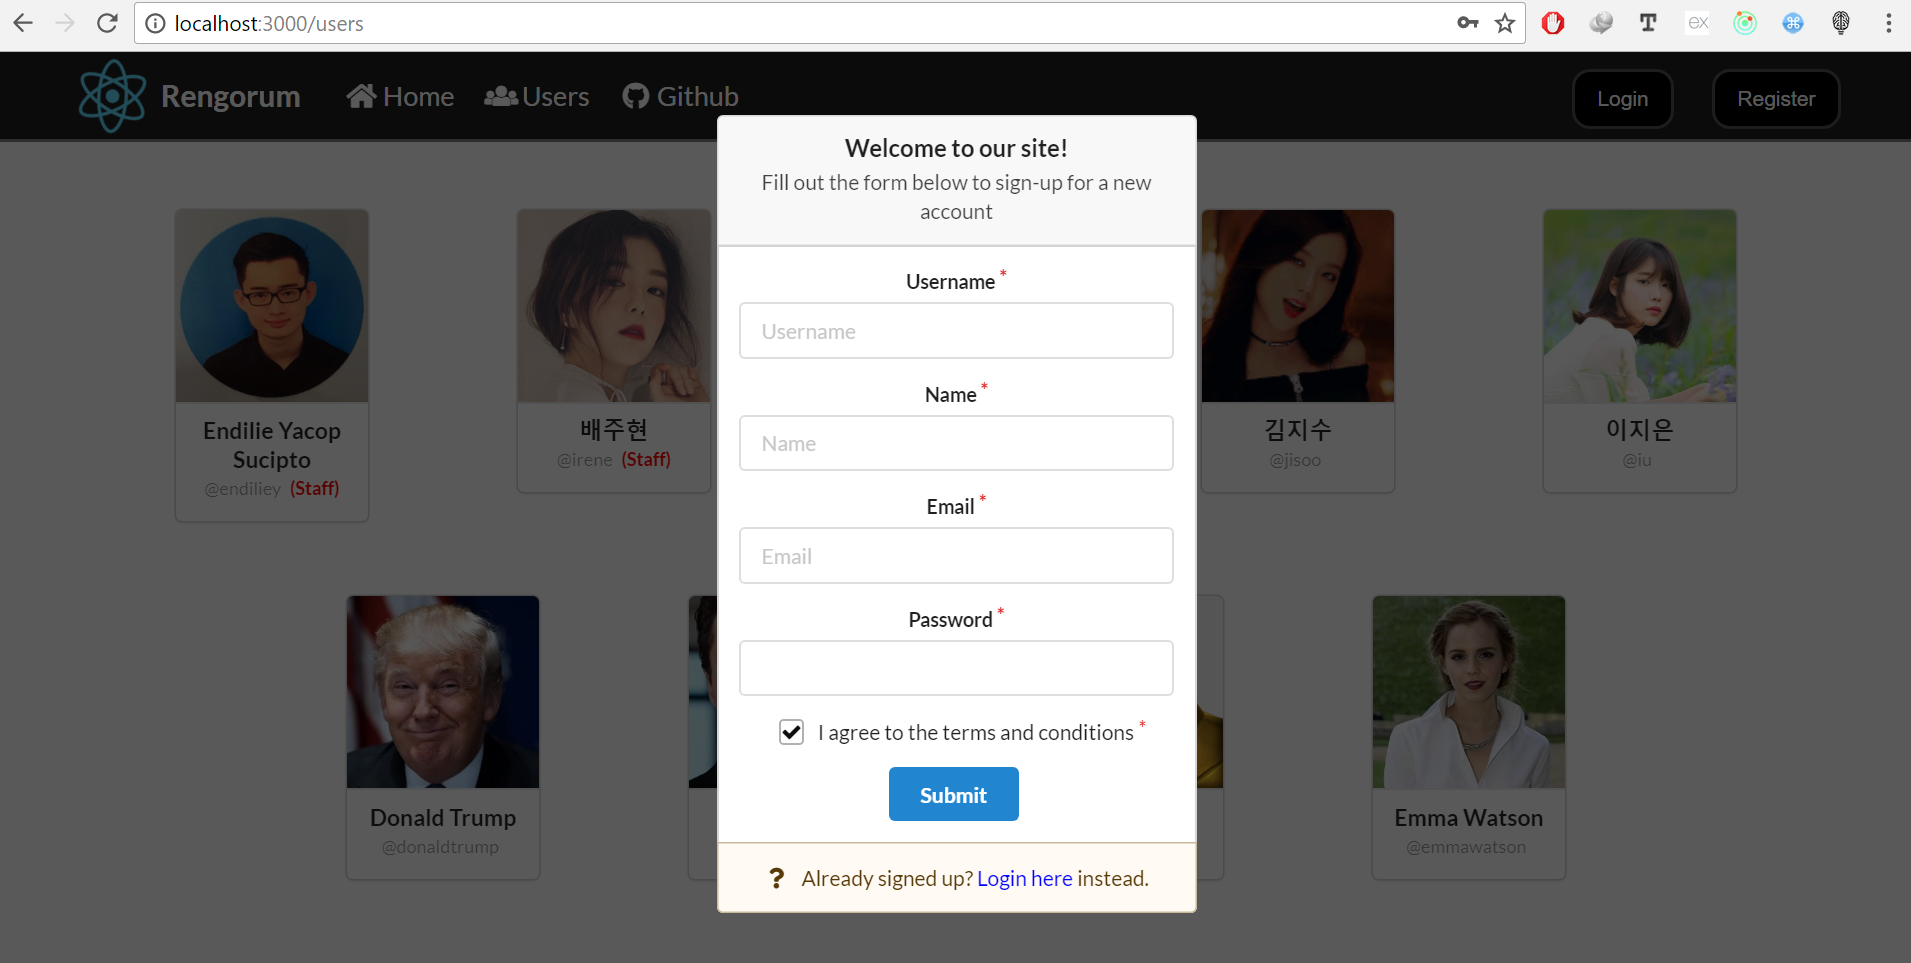 localhost:3000/users
ex
Rengorum
Home
Users
Github
Login
Register
Welcome to our site!
Fill out the form below to sign-up for a new
account
Username *
Username
Name *
Name
Email *
Email
Password *
I agree to the terms and conditions *
Submit
? Already signed up? Login here instead.
Endilie Yacop
Sucipto
@endiliey (Staff)
배주현
@irene (Staff)
김지수
@jisoo
이지은
@iu
Donald Trump
@donaldtrump
Emma Watson
@emmawatson